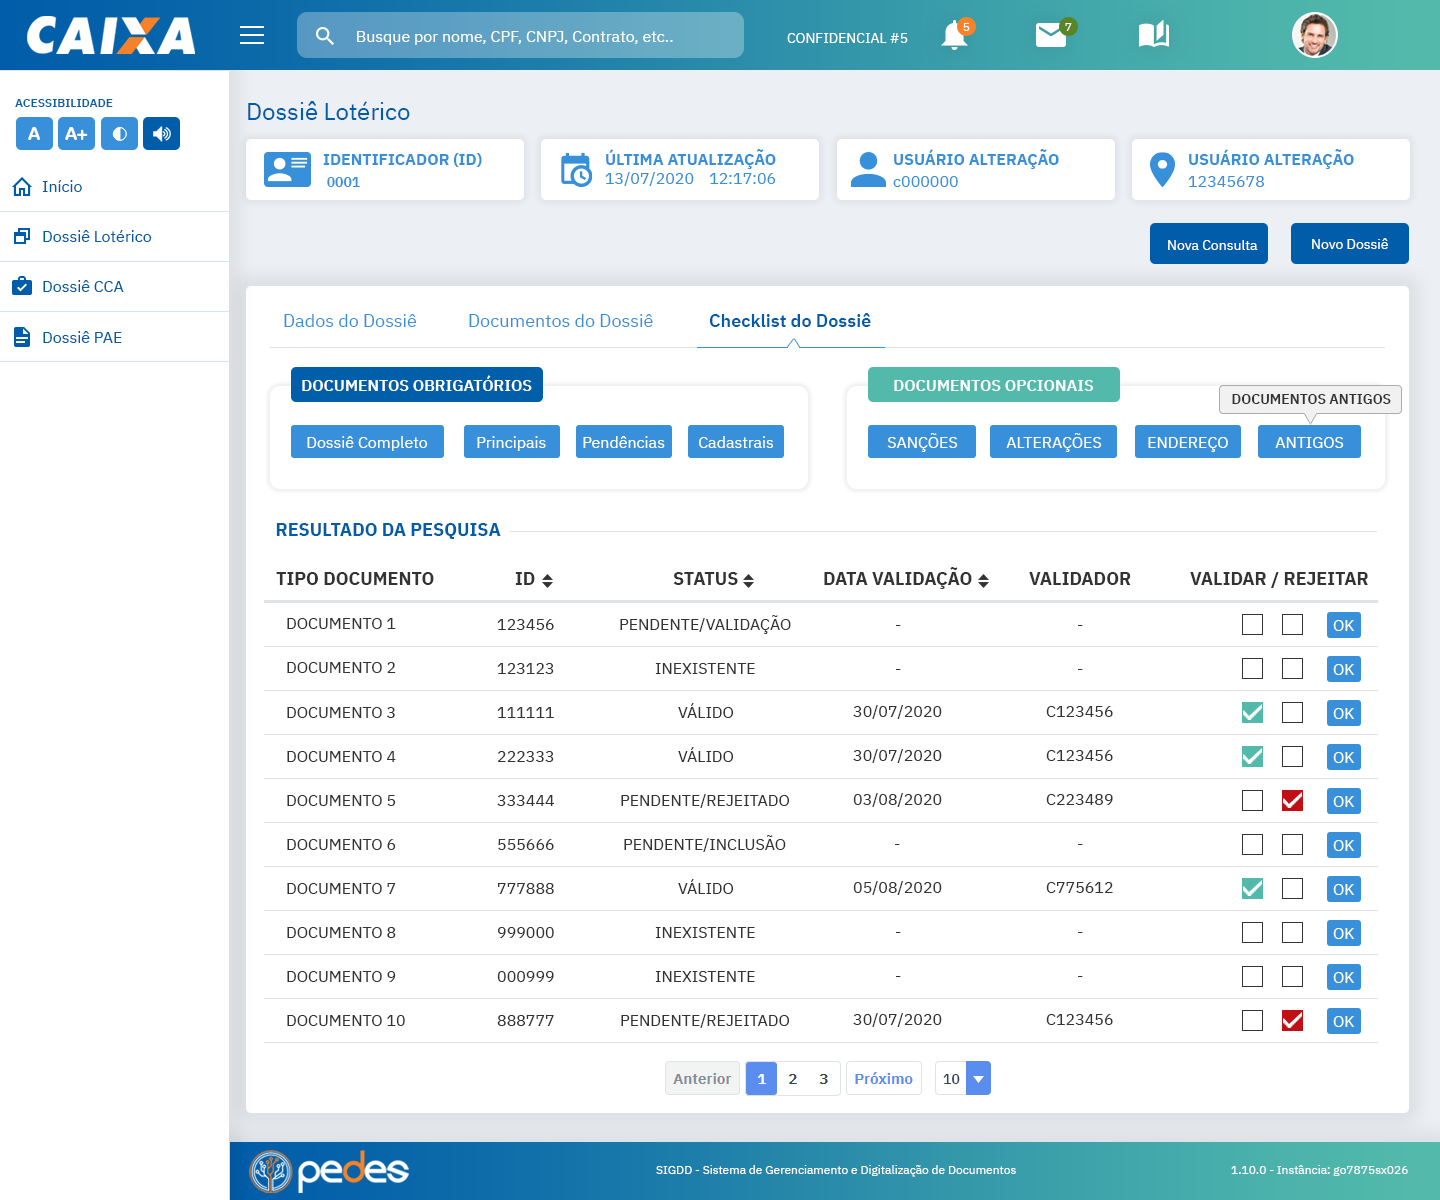 CAIXA
Busque por nome, CPF, CNPJ, Contrato, etc..
CONFIDENCIAL #5
5
7
ACESSIBILIDADE
A
A+
Início
Dossiê Lotérico
Dossiê CCA
Dossiê PAE
Dossiê Lotérico
IDENTIFICADOR (ID)
0001
ÚLTIMA ATUALIZAÇÃO
13/07/2020 12:17:06
USUÁRIO ALTERAÇÃO
c000000
USUÁRIO ALTERAÇÃO
12345678
Nova Consulta
Novo Dossiê
Dados do Dossiê
Documentos do Dossiê
Checklist do Dossiê
DOCUMENTOS OBRIGATÓRIOS
Dossiê Completo
Principais
Pendências
Cadastrais
DOCUMENTOS OPCIONAIS
DOCUMENTOS ANTIGOS
SANÇÕES
ALTERAÇÕES
ENDEREÇO
ANTIGOS
RESULTADO DA PESQUISA
TIPO DOCUMENTO ID STATUS DATA VALIDAÇÃO VALIDADOR VALIDAR / REJEITAR
DOCUMENTO 1 123456 PENDENTE/VALIDAÇÃO - - OK
DOCUMENTO 2 123123 INEXISTENTE - - OK
DOCUMENTO 3 111111 VÁLIDO 30/07/2020 C123456 OK
DOCUMENTO 4 222333 VÁLIDO 30/07/2020 C123456 OK
DOCUMENTO 5 333444 PENDENTE/REJEITADO 03/08/2020 C223489 OK
DOCUMENTO 6 555666 PENDENTE/INCLUSÃO - - OK
DOCUMENTO 7 777888 VÁLIDO 05/08/2020 C775612 OK
DOCUMENTO 8 999000 INEXISTENTE - - OK
DOCUMENTO 9 000999 INEXISTENTE - - OK
DOCUMENTO 10 888777 PENDENTE/REJEITADO 30/07/2020 C123456 OK
Anterior 1 2 3 Próximo 10
pedes
SIGDD - Sistema de Gerenciamento e Digitalização de Documentos
1.10.0 - Instância: go7875sx026